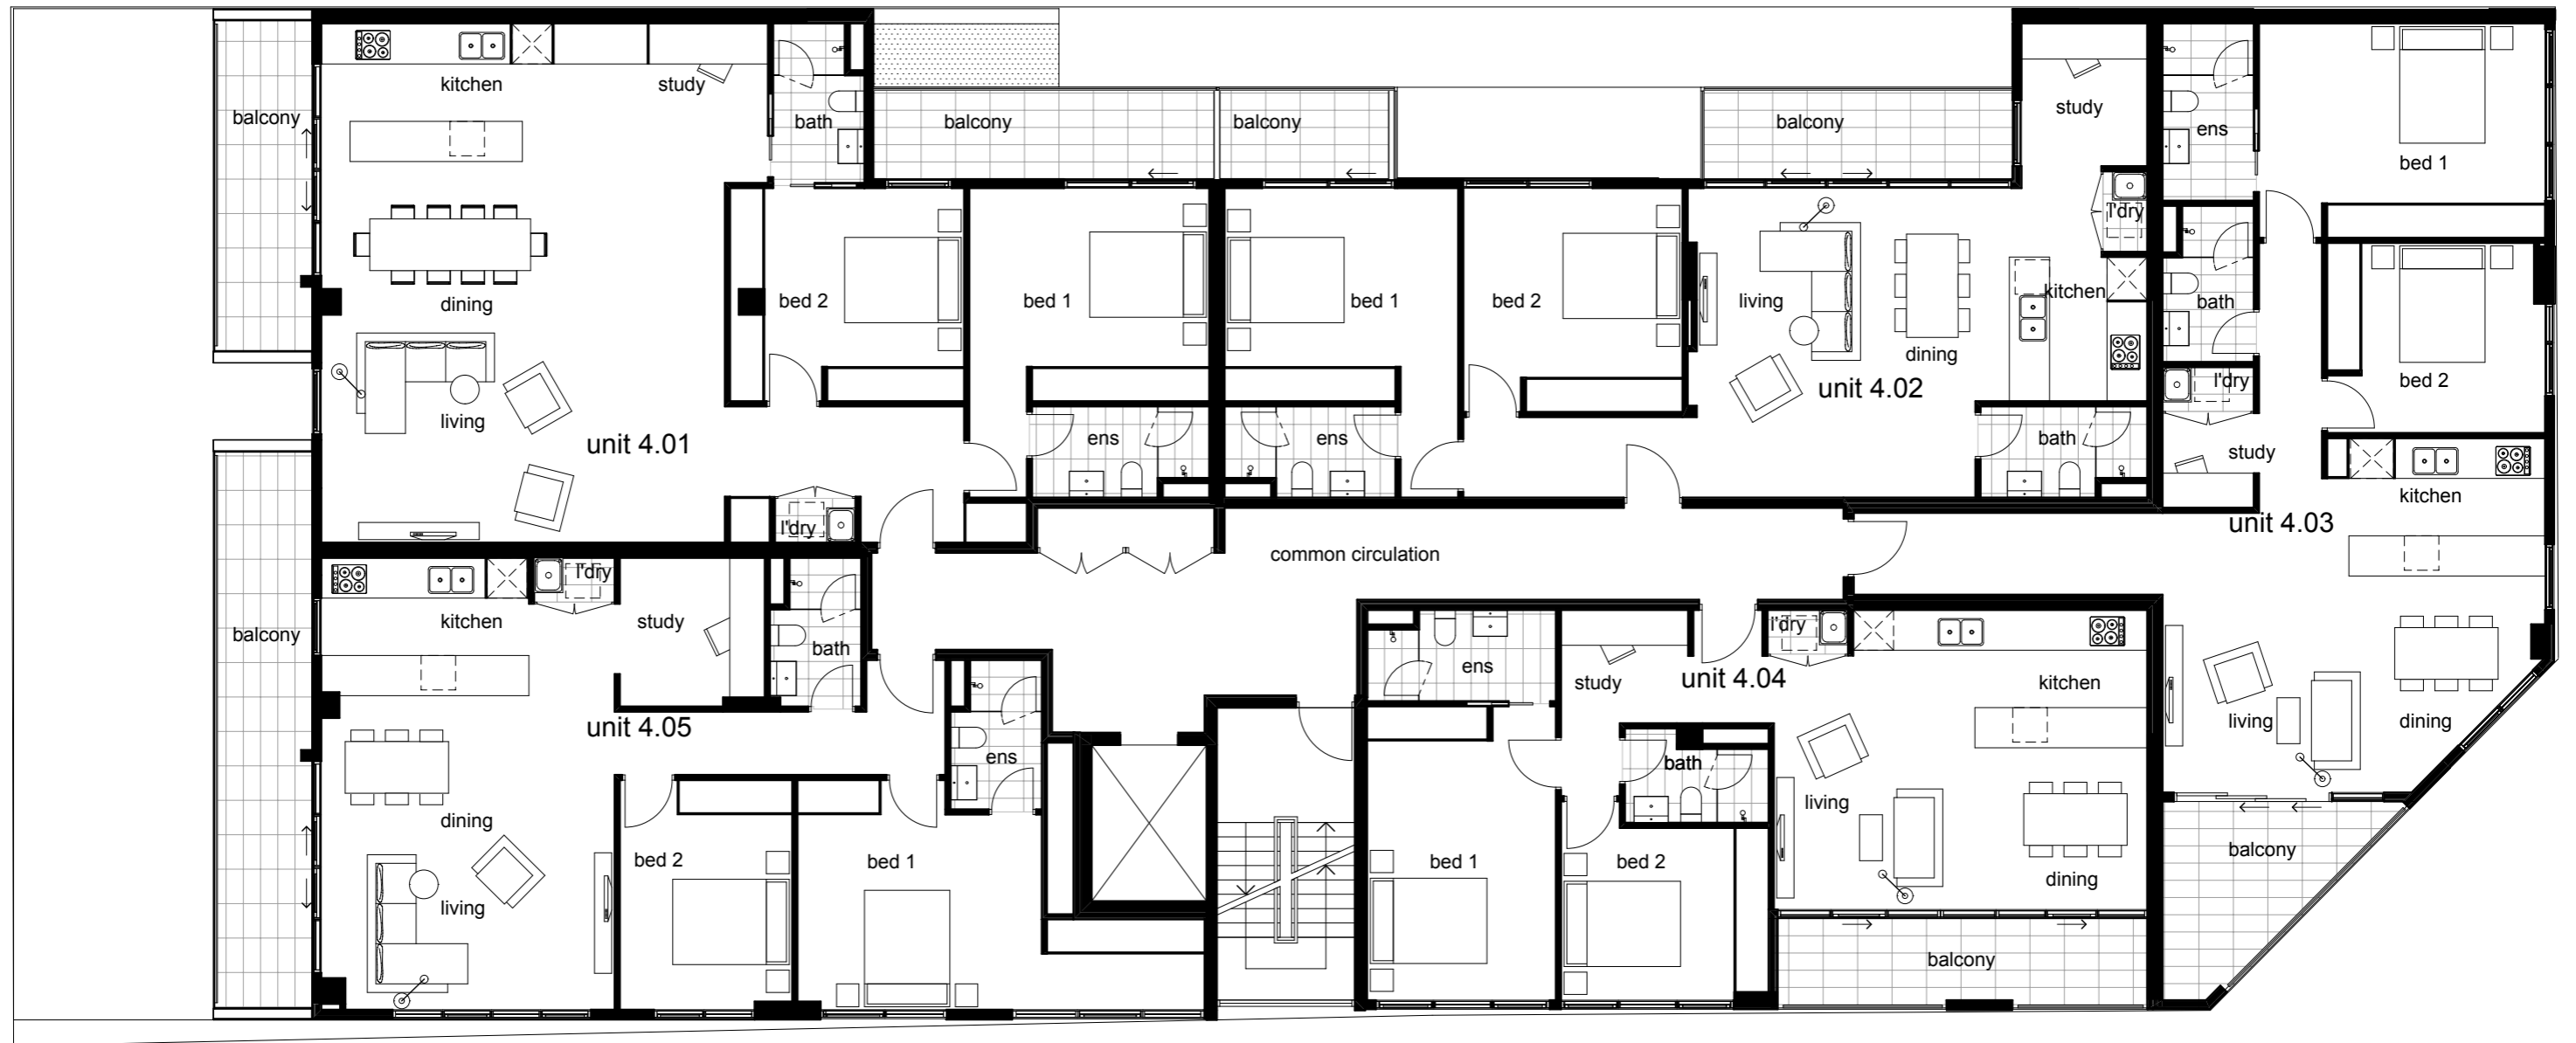 kitchen
study
balcony
bath
dining
living
unit 4.01
l'dry
bed 2
bed 1
ens
balcony
balcony
bed 1
ens
bed 2
balcony
living
dining
unit 4.02
study
l'dry
kitchen
bath
ens
bed 1
bath
bed 2
l'dry
study
kitchen
unit 4.03
living
dining
balcony
common circulation
ens
study
l'dry
unit 4.04
kitchen
bath
living
dining
bed 1
bed 2
balcony
kitchen
l'dry
study
bath
balcony
unit 4.05
ens
dining
living
bed 2
bed 1